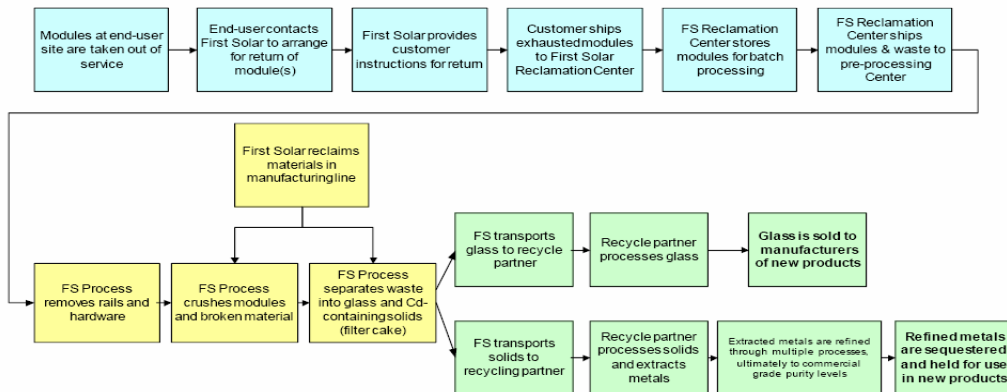 Modules at end-user
site are taken out of
service
End-user contacts
First Solar to arrange
for return of
module(s)
First Solar provides
customer
instructions for return
Customer ships
exhausted modules
to First Solar
Reclamation Center
FS Reclamation
Center stores
modules for batch
processing
FS Reclamation
Center ships
modules & waste to
pre-processing
Center
First Solar reclaims
materials in
manufacturing line
FS Process
removes rails and
hardware
FS Process
crushes modules
and broken material
FS Process
separates waste
into glass and Cd-
containing solids
(filter cake)
FS transports
glass to recycle
partner
Recycle partner
processes glass
Glass is sold to
manufacturers
of new products
FS transports
solids to
recycling partner
Recycle partner
processes solids
and extracts
metals
Extracted metals are refined
through multiple processes,
ultimately to commercial
grade purity levels
Refined metals
are sequestered
and held for use
in new products